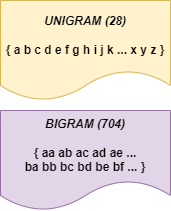 UNIGRAM (28)
{ a b c d e f g h i j k ... x y z }
BIGRAM (704)
{ aa ab ac ad ae ...
ba bb bc bd be bf ... }